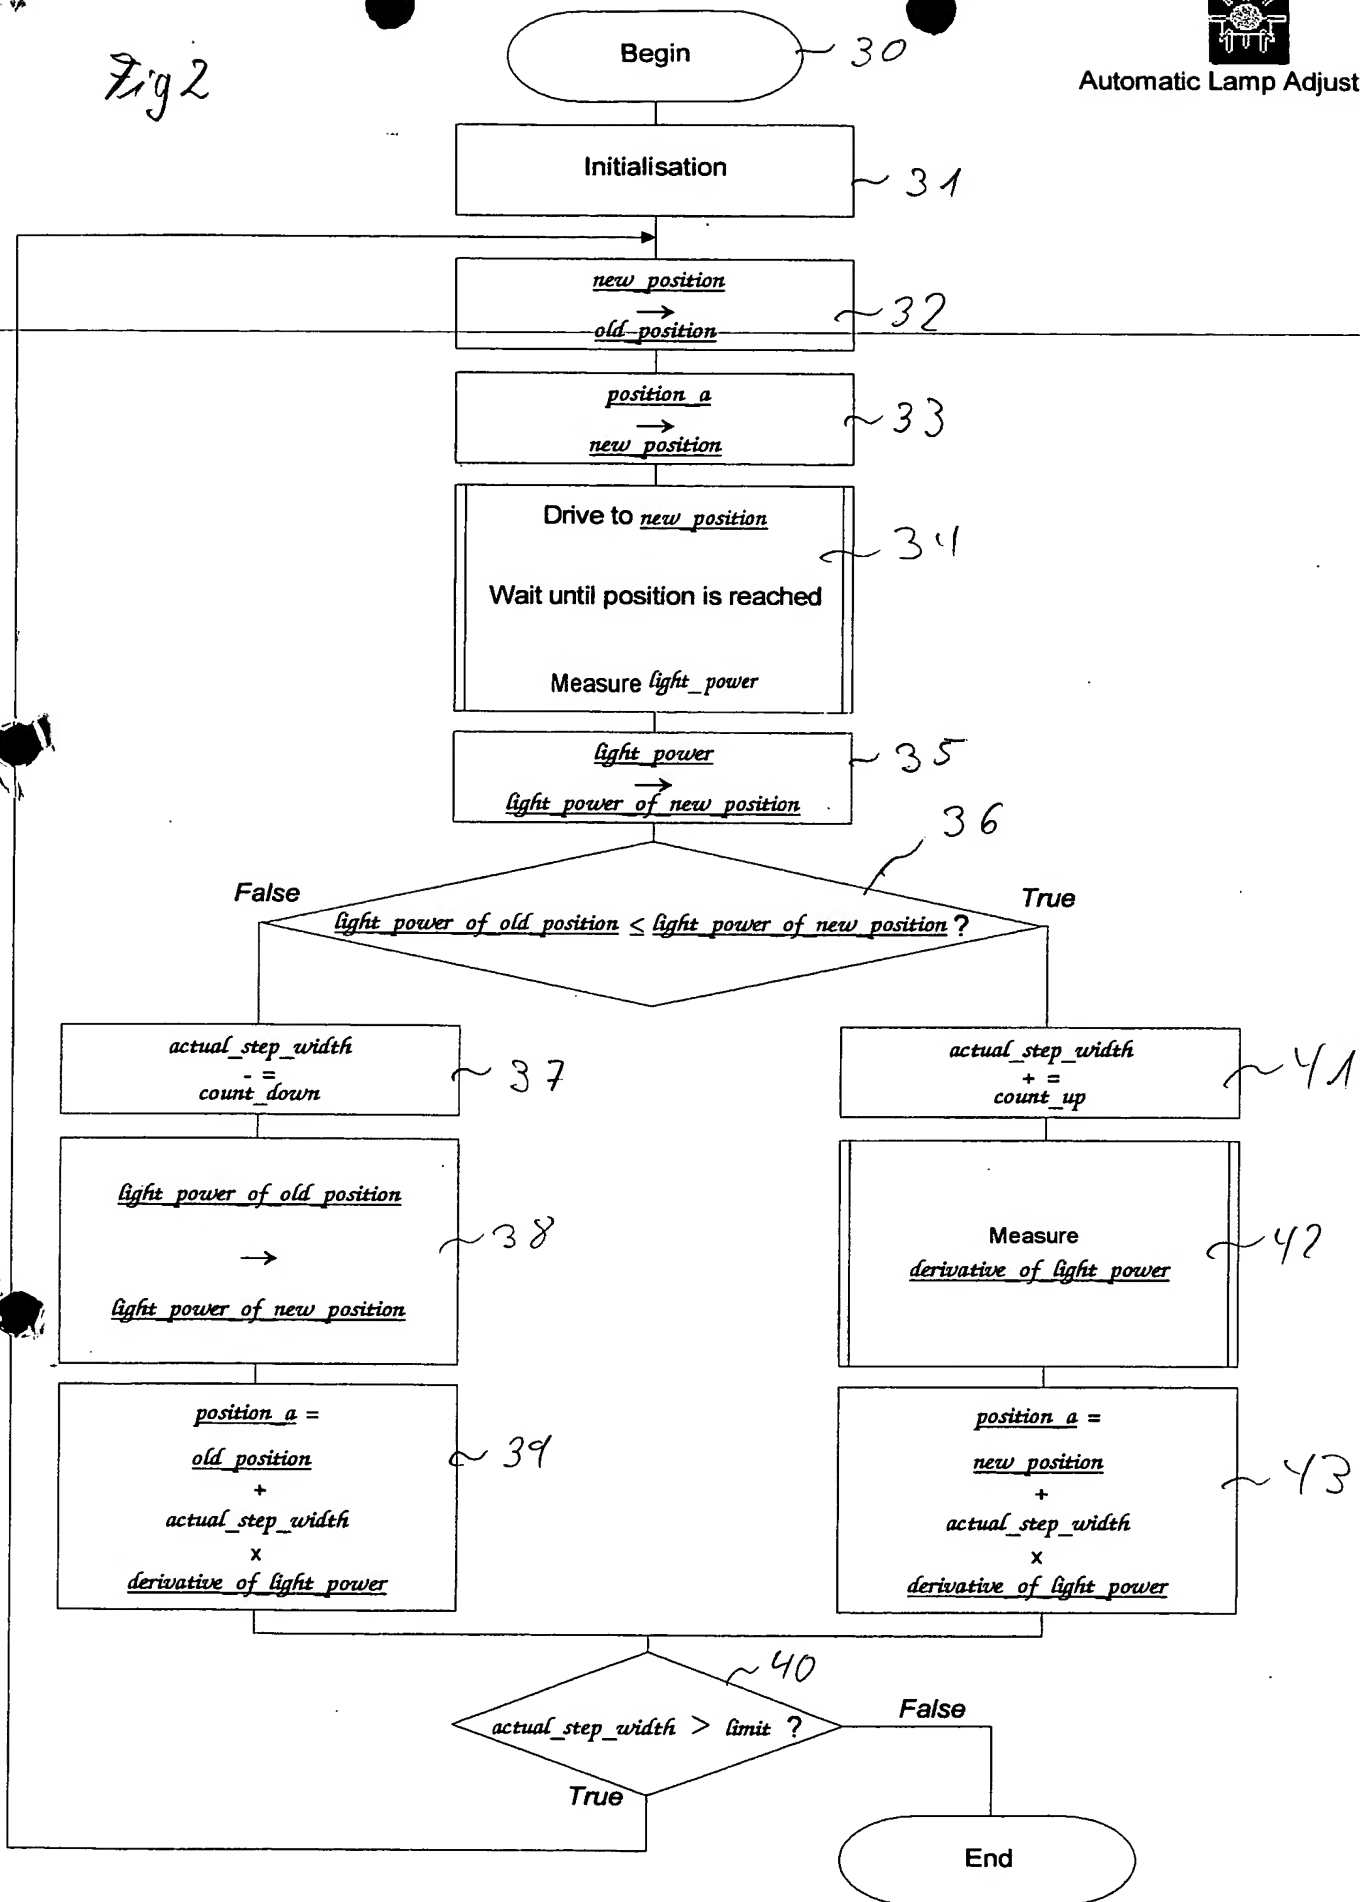 Fig 2
Begin
30
Automatic Lamp Adjust
Initialisation
31
new_position
→
old_position
32
position_a
→
new_position
33
Drive to new_position
34
Wait until position is reached
Measure light_power
light_power
→
light_power_of_new_position
35
36
False
True
light_power_of_old_position ≤ light_power_of_new_position ?
actual_step_width
- =
count_down
37
actual_step_width
+ =
count_up
41
light_power_of_old_position
→
light_power_of_new_position
38
Measure
derivative_of_light_power
42
position_a =
old_position
+
actual_step_width
x
derivative_of_light_power
39
position_a =
new_position
+
actual_step_width
x
derivative_of_light_power
43
40
actual_step_width > limit ?
False
True
End